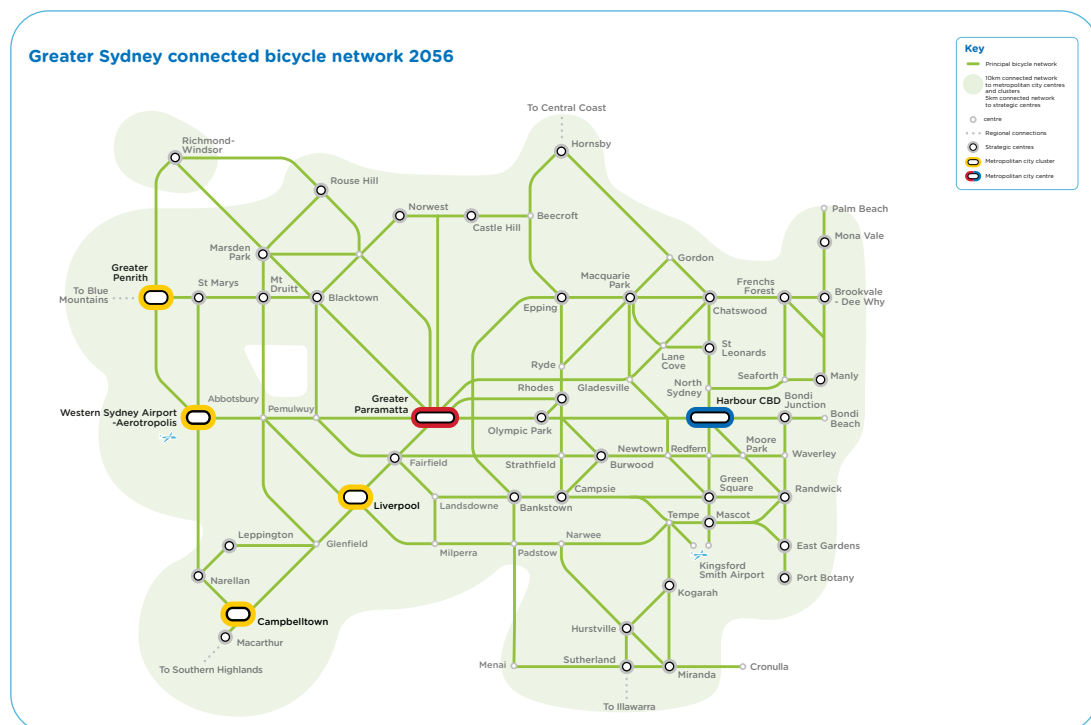 Greater Sydney connected bicycle network 2056
Key
Principal bicycle network
10km connected network
to metropolitan city centres
and clusters
5km connected network
to strategic centres
centre
Regional connections
Strategic centres
Metropolitan city cluster
Metropolitan city centre
To Central Coast
Richmond-
Windsor
Hornsby
Rouse Hill
Norwest
Castle Hill
Beecroft
Palm Beach
Mona Vale
Marsden
Park
Gordon
Greater
Penrith
To Blue
Mountains
St Marys
Mt
Druitt
Blacktown
Epping
Macquarie
Park
Chatswood
Frenchs
Forest
Brookvale
- Dee Why
St
Leonards
Lane
Cove
Ryde
Rhodes
Gladesville
North
Sydney
Seaforth
Manly
Abbotsbury
Pemulwuy
Greater
Parramatta
Western Sydney Airport
-Aerotropolis
Olympic Park
Harbour CBD
Bondi
Junction
Bondi
Beach
Fairfield
Strathfield
Burwood
Newtown
Redfern
Moore
Park
Waverley
Liverpool
Landsdowne
Bankstown
Campsie
Green
Square
Randwick
Tempe
Mascot
Leppington
Glenfield
Milperra
Padstow
Narwee
Kingsford
Smith Airport
East Gardens
Port Botany
Narellan
Kogarah
Campbelltown
Macarthur
Hurstville
To Southern Highlands
Menai
Sutherland
Miranda
Cronulla
To Illawarra